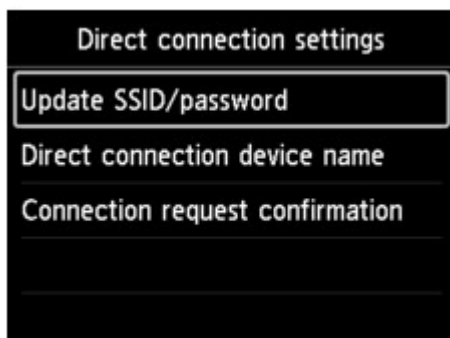 Direct connection settings
Update SSID/password
Direct connection device name
Connection request confirmation